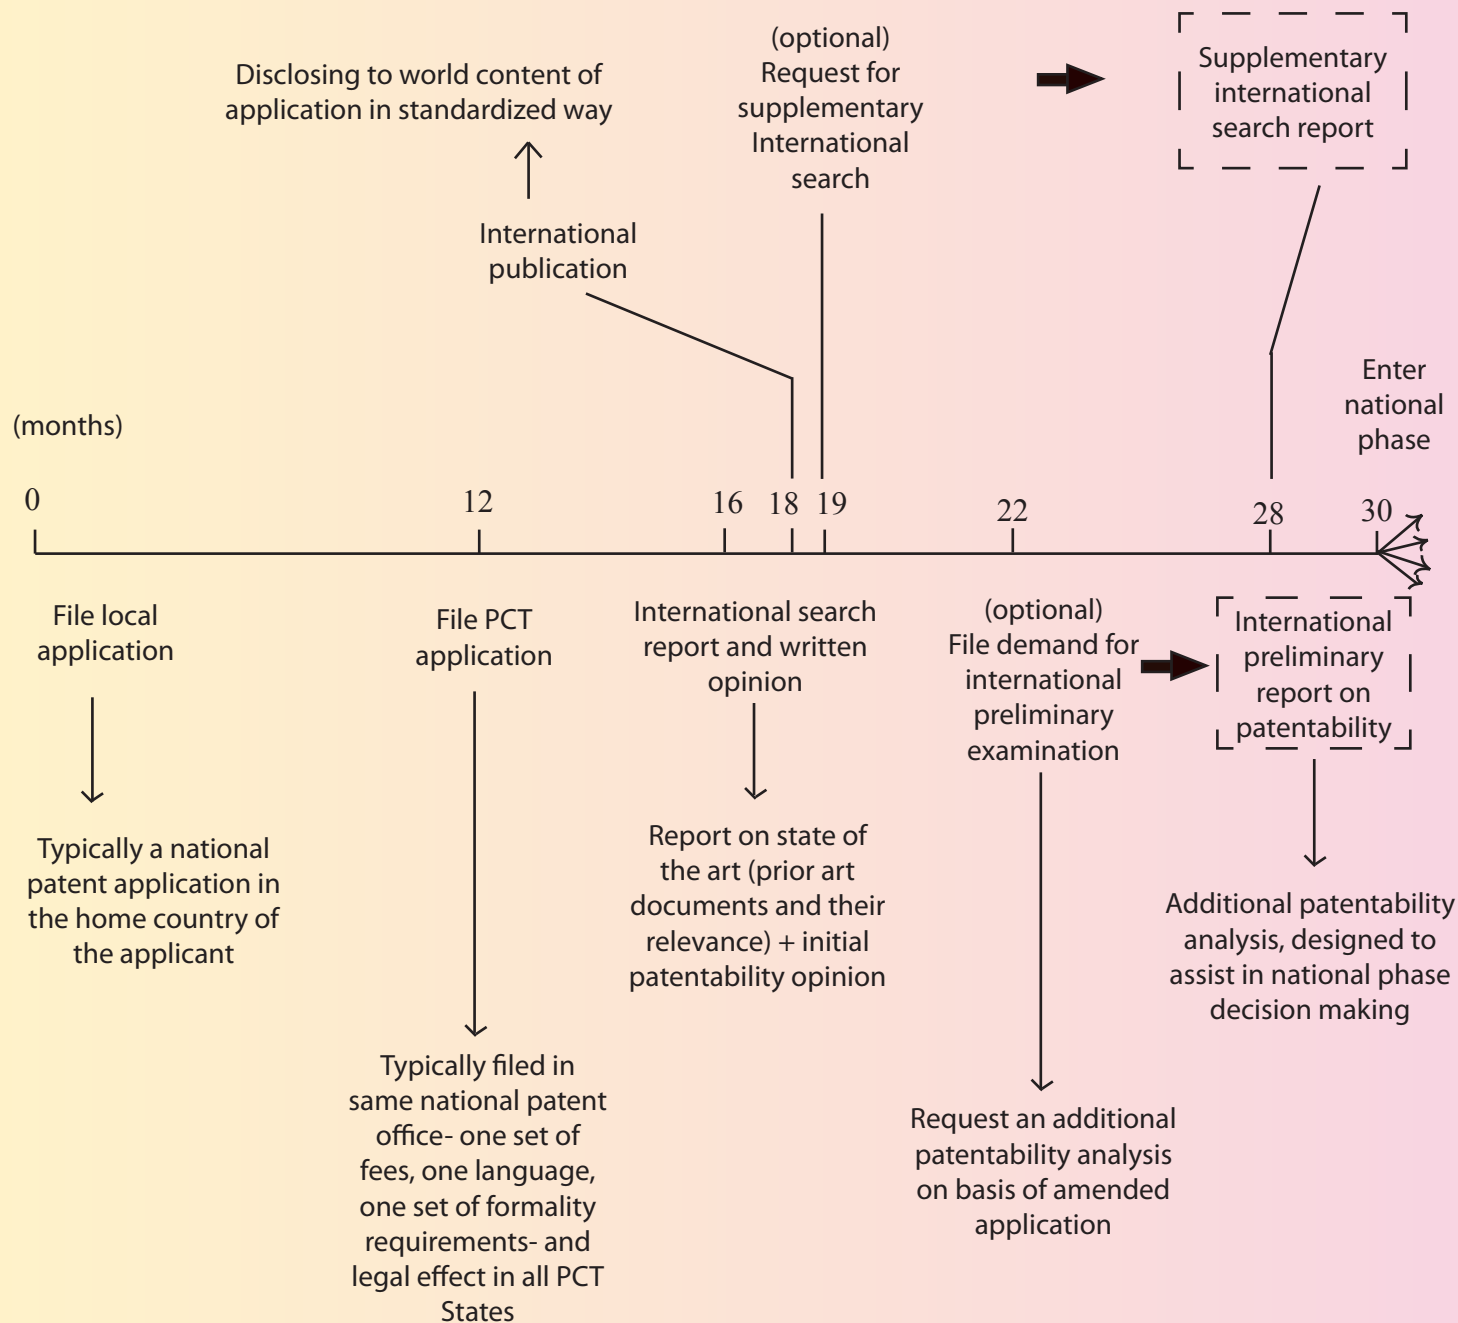 Disclosing to world content of
application in standardized way
International
publication
(optional)
Request for
supplementary
International
search
Supplementary
international
search report
Enter
national
phase
(months)
0
12
16
18
19
22
28
30
File local
application
Typically a national
patent application in
the home country of
the applicant
File PCT
application
Typically filed in
same national patent
office- one set of
fees, one language,
one set of formality
requirements- and
legal effect in all PCT
States
International search
report and written
opinion
Report on state of
the art (prior art
documents and their
relevance) + initial
patentability opinion
(optional)
File demand for
international
preliminary
examination
Request an additional
patentability analysis
on basis of amended
application
International
preliminary
report on
patentability
Additional patentability
analysis, designed to
assist in national phase
decision making